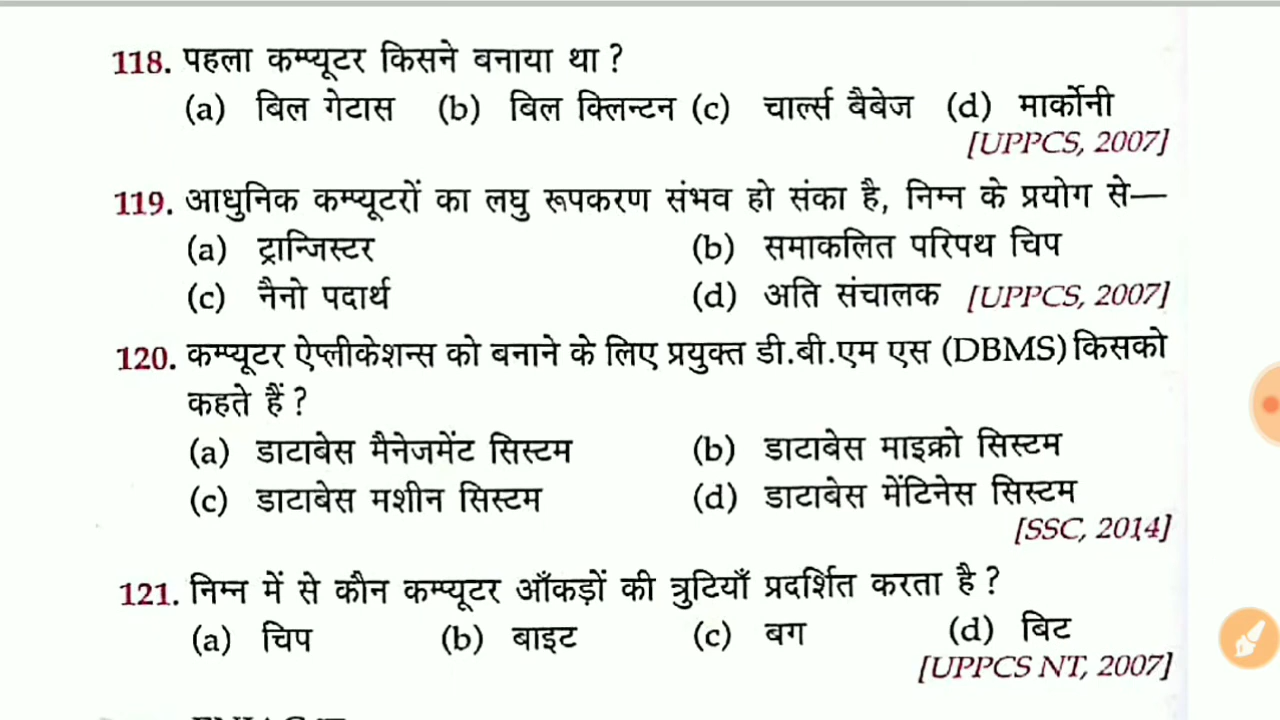 118. पहला कम्प्यूटर किसने बनाया था ?
(a) बिल गेटास (b) बिल क्लिन्टन (c) चार्ल्स बैबेज (d) मार्कोनी
[UPPCS, 2007]
119. आधुनिक कम्प्यूटरों का लघु रूपकरण संभव हो संका है, निम्न के प्रयोग से—
(a) ट्रान्जिस्टर (b) समाकलित परिपथ चिप
(c) नैनो पदार्थ (d) अति संचालक [UPPCS, 2007]
120. कम्प्यूटर ऐप्लीकेशन्स को बनाने के लिए प्रयुक्त डी.बी.एम एस (DBMS) किसको
कहते हैं ?
(a) डाटाबेस मैनेजमेंट सिस्टम (b) डाटाबेस माइक्रो सिस्टम
(c) डाटाबेस मशीन सिस्टम (d) डाटाबेस मेंटिनेस सिस्टम
[SSC, 2014]
121. निम्न में से कौन कम्प्यूटर आँकड़ों की त्रुटियाँ प्रदर्शित करता है ?
(a) चिप (b) बाइट (c) बग (d) बिट
[UPPCS NT, 2007]